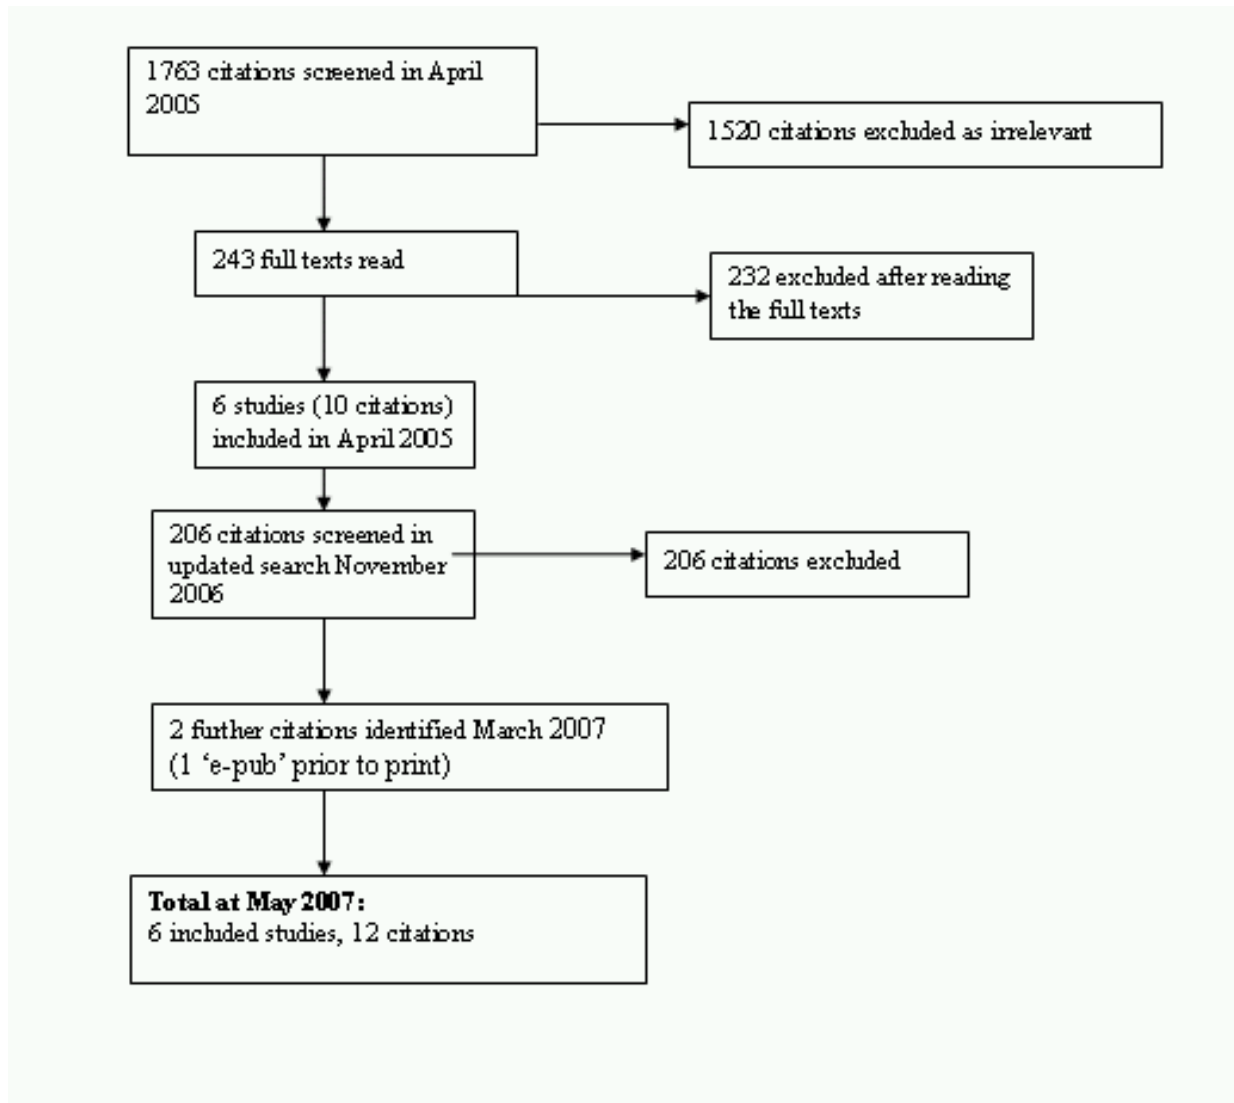 1763 citations screened in April
2005
1520 citations excluded as irrelevant
243 full texts read
232 excluded after reading
the full texts
6 studies (10 citations)
included in April 2005
206 citations screened in
updated search November
2006
206 citations excluded
2 further citations identified March 2007
(1 ‘e-pub’ prior to print)
Total at May 2007:
6 included studies, 12 citations